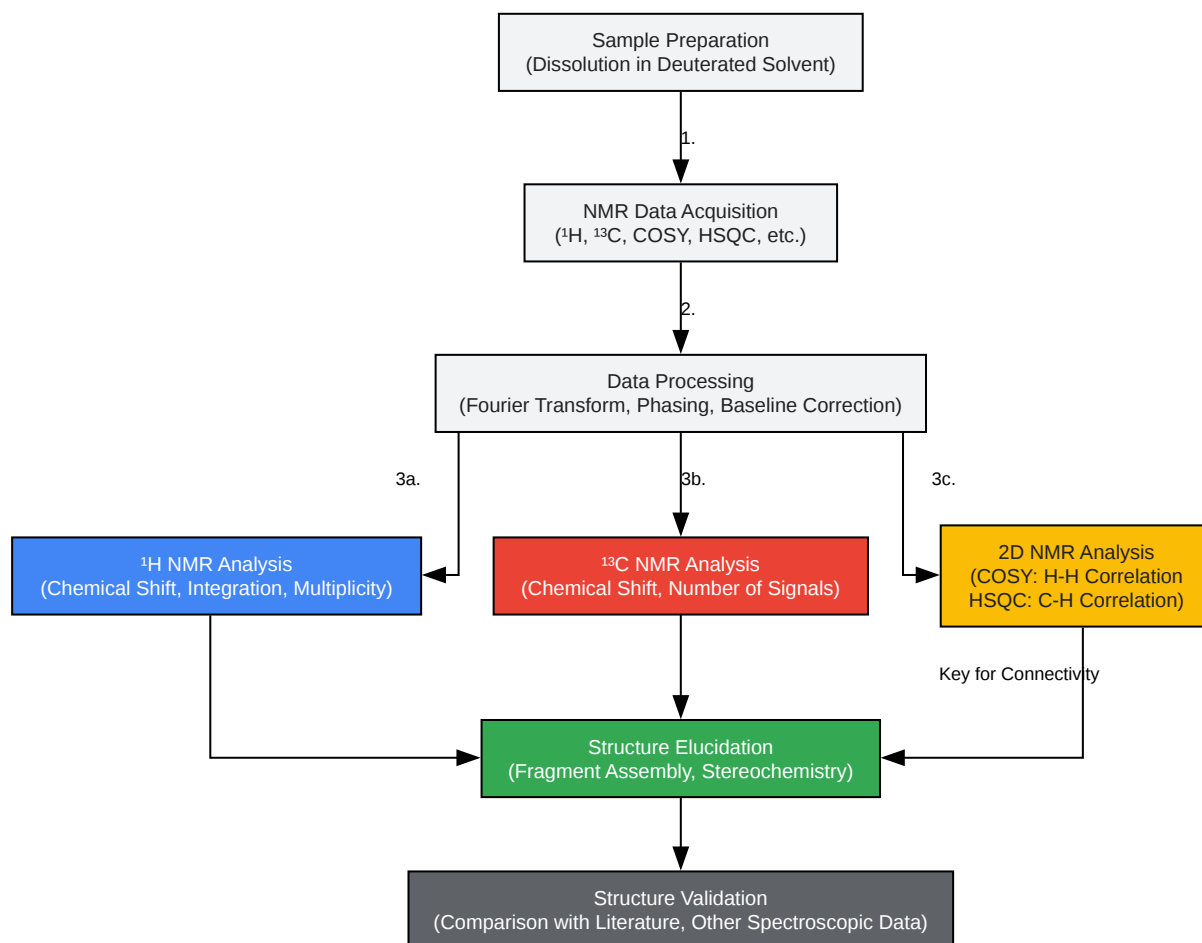 Sample Preparation
(Dissolution in Deuterated Solvent)
1.
NMR Data Acquisition
(¹H, ¹³C, COSY, HSQC, etc.)
2.
Data Processing
(Fourier Transform, Phasing, Baseline Correction)
3a.
3b.
3c.
¹H NMR Analysis
(Chemical Shift, Integration, Multiplicity)
¹³C NMR Analysis
(Chemical Shift, Number of Signals)
2D NMR Analysis
(COSY: H-H Correlation
HSQC: C-H Correlation)
Key for Connectivity
Structure Elucidation
(Fragment Assembly, Stereochemistry)
Structure Validation
(Comparison with Literature, Other Spectroscopic Data)